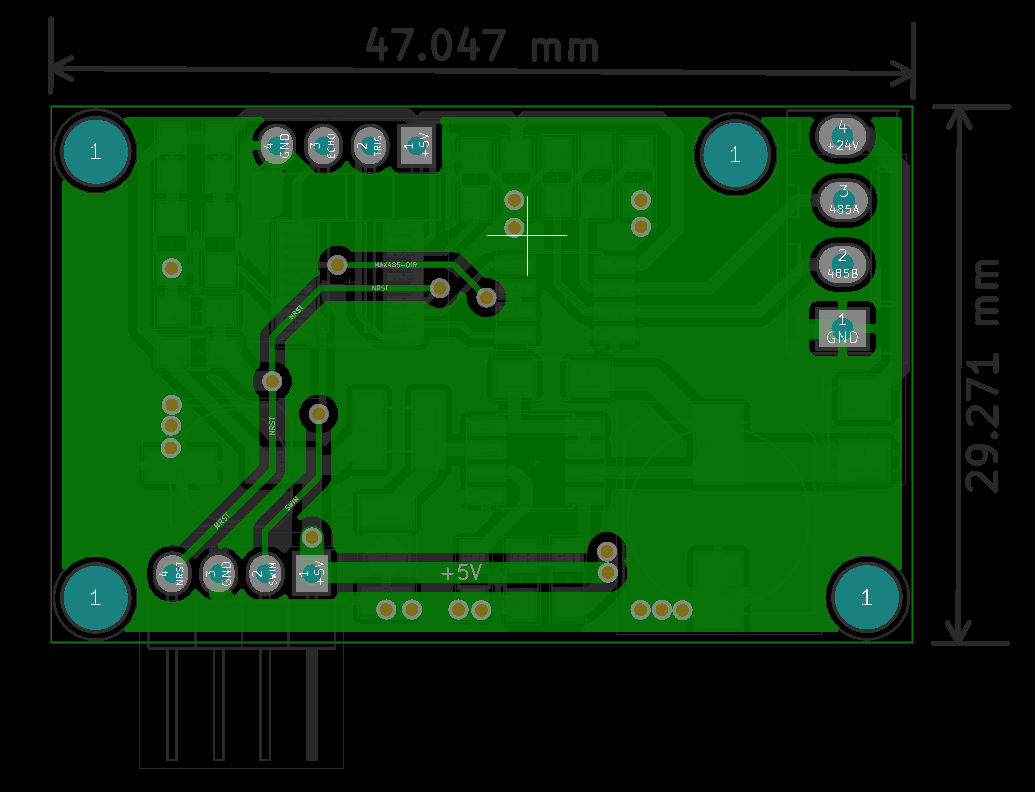 47.047 mm
1
4
GND
3
ECHO
2
TRIG
1
+5V
1
4
+24V
3
485A
2
485B
1
GND
29.271 mm
MAX485-DIR
NRST
NRST
NRST
SWIM
NRST
+5V
4
NRST
3
GND
2
SWIM
1
+5V
1
1